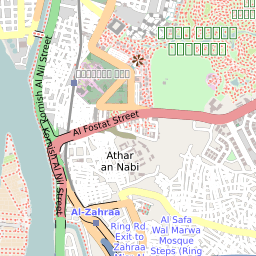 Kornish Al Nil Street
Kornish Al Nil Street
Al Fostat Street
Athar
an Nabi
Al-Zahraa
Ring Rd.
Exit to
Zahraa
Al Safa
Wal Marwa
Mosque
Steps (Ring